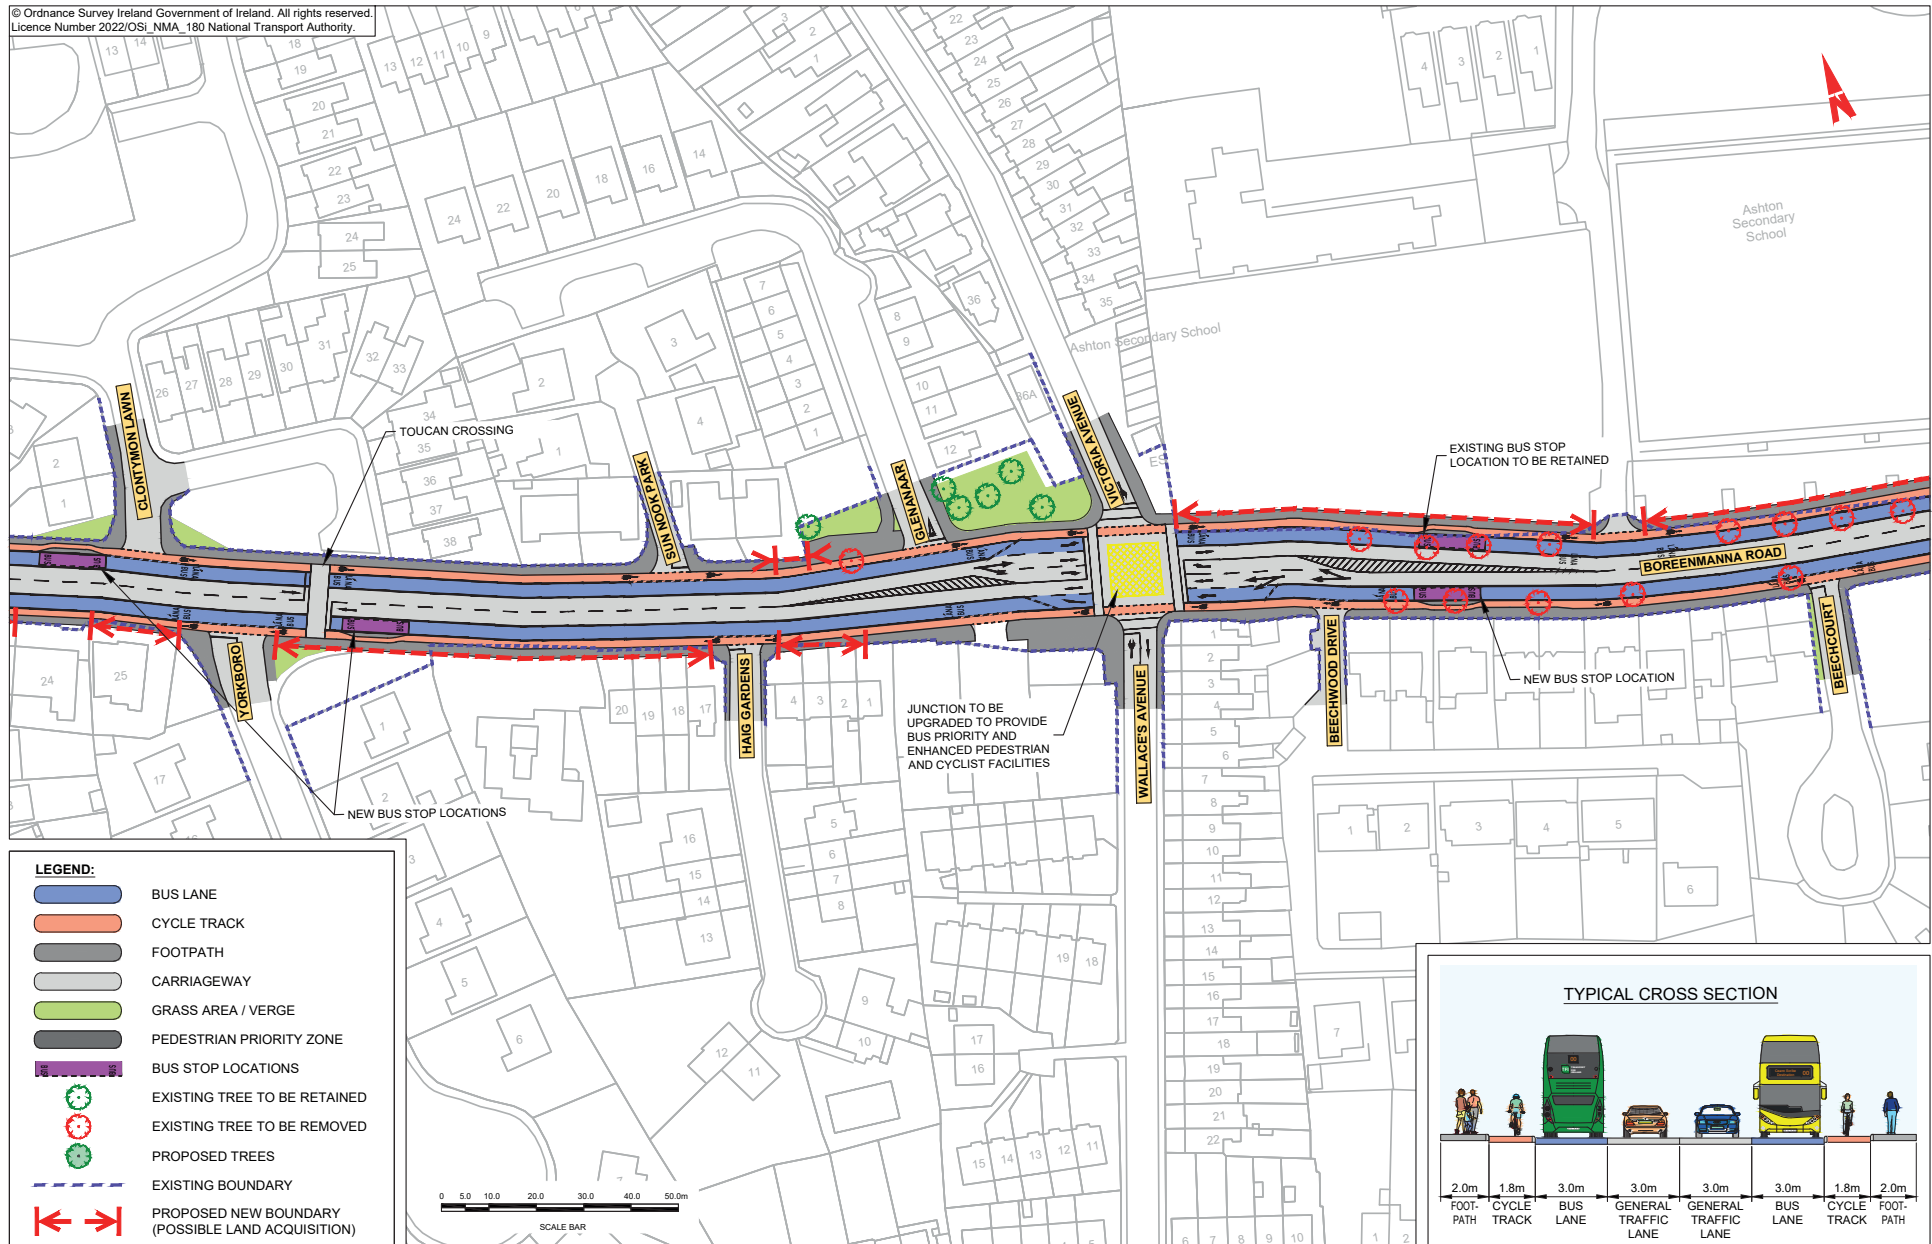 © Ordnance Survey Ireland Government of Ireland. All rights reserved.
Licence Number 2022/OSi_NMA_180 National Transport Authority.
Ashton
Secondary
School
Ashton Secondary School
CLONTYMON LAWN
TOUCAN CROSSING
SUN NOOK PARK
GLENANAAR
VICTORIA AVENUE
EXISTING BUS STOP
LOCATION TO BE RETAINED
BOREENMANNA ROAD
YORKBORO
HAIG GARDENS
WALLACE'S AVENUE
BEECHWOOD DRIVE
BEECHCOURT
NEW BUS STOP LOCATION
JUNCTION TO BE
UPGRADED TO PROVIDE
BUS PRIORITY AND
ENHANCED PEDESTRIAN
AND CYCLIST FACILITIES
NEW BUS STOP LOCATIONS
LEGEND:
BUS LANE
CYCLE TRACK
FOOTPATH
CARRIAGEWAY
GRASS AREA / VERGE
PEDESTRIAN PRIORITY ZONE
BUS BUS
BUS STOP LOCATIONS
EXISTING TREE TO BE RETAINED
EXISTING TREE TO BE REMOVED
PROPOSED TREES
EXISTING BOUNDARY
PROPOSED NEW BOUNDARY
(POSSIBLE LAND ACQUISITION)
0 5.0 10.0 20.0 30.0 40.0 50.0m
SCALE BAR
TYPICAL CROSS SECTION
2.0m 1.8m 3.0m 3.0m 3.0m 3.0m 1.8m 2.0m
FOOT- CYCLE BUS GENERAL GENERAL BUS CYCLE FOOT-
PATH TRACK LANE TRAFFIC TRAFFIC LANE TRACK PATH
LANE LANE